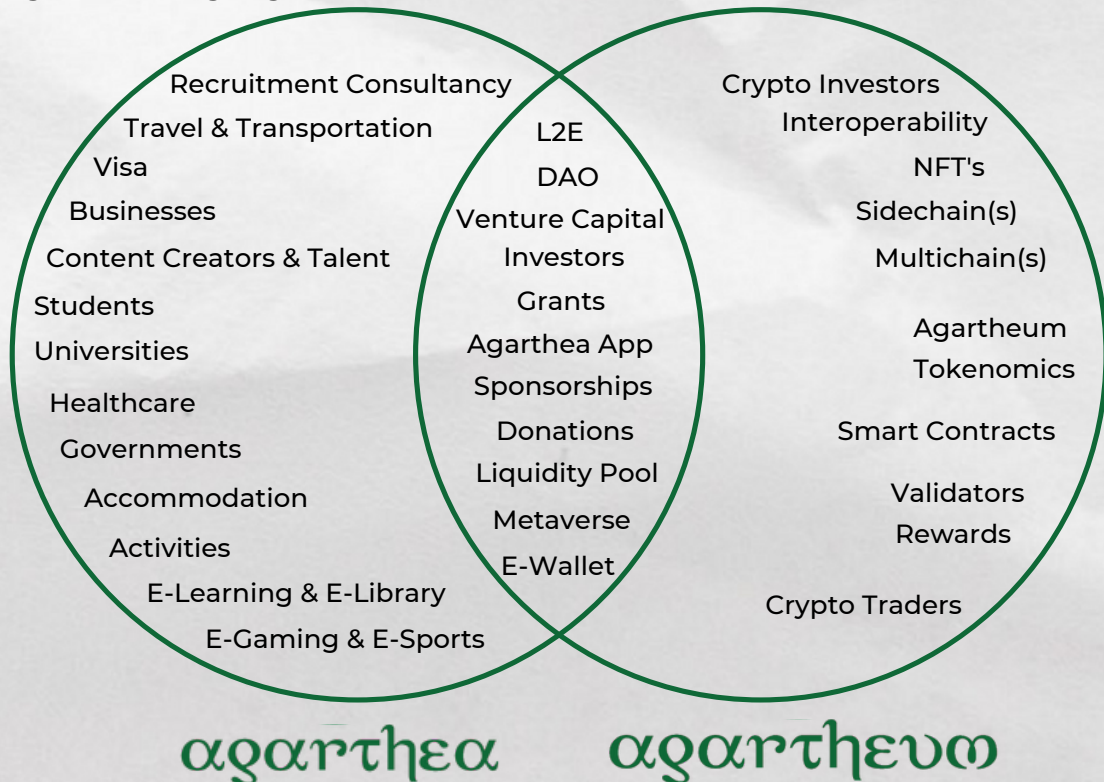 Recruitment Consultancy
Travel & Transportation
Visa
Businesses
Content Creators & Talent
Students
Universities
Healthcare
Governments
Accommodation
Activities
E-Learning & E-Library
E-Gaming & E-Sports
L2E
DAO
Venture Capital
Investors
Grants
Agarthea App
Sponsorships
Donations
Liquidity Pool
Metaverse
E-Wallet
Crypto Investors
Interoperability
NFT's
Sidechain(s)
Multichain(s)
Agartheum
Tokenomics
Smart Contracts
Validators
Rewards
Crypto Traders
agarthea
agartheum